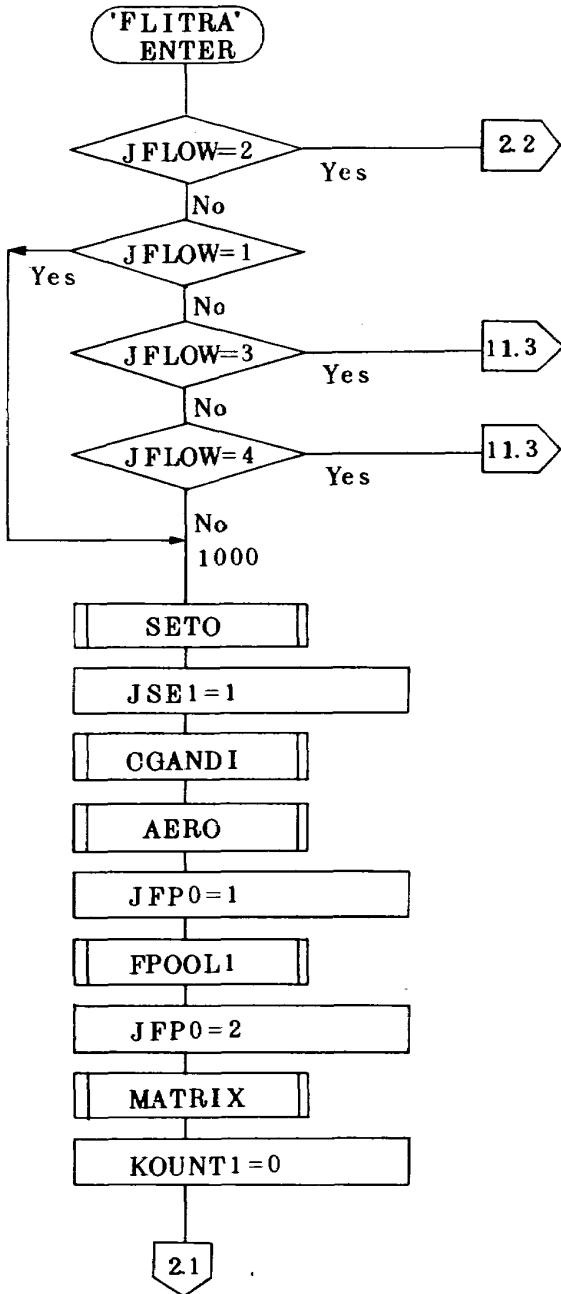 'FLITRA'
ENTER
JFLOW=2
Yes
2.2
No
JFLOW=1
Yes
No
JFLOW=3
Yes
11.3
No
JFLOW=4
Yes
11.3
No
1000
SETO
JSE1=1
CGANDI
AERO
JFP0=1
FPOOL1
JFP0=2
MATRIX
KOUNT1=0
2.1